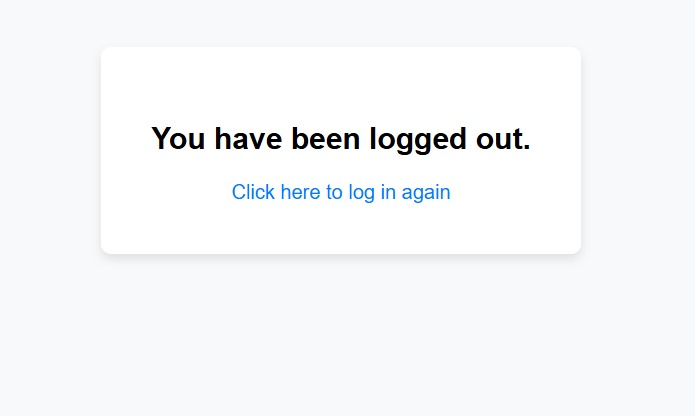 You have been logged out.
Click here to log in again